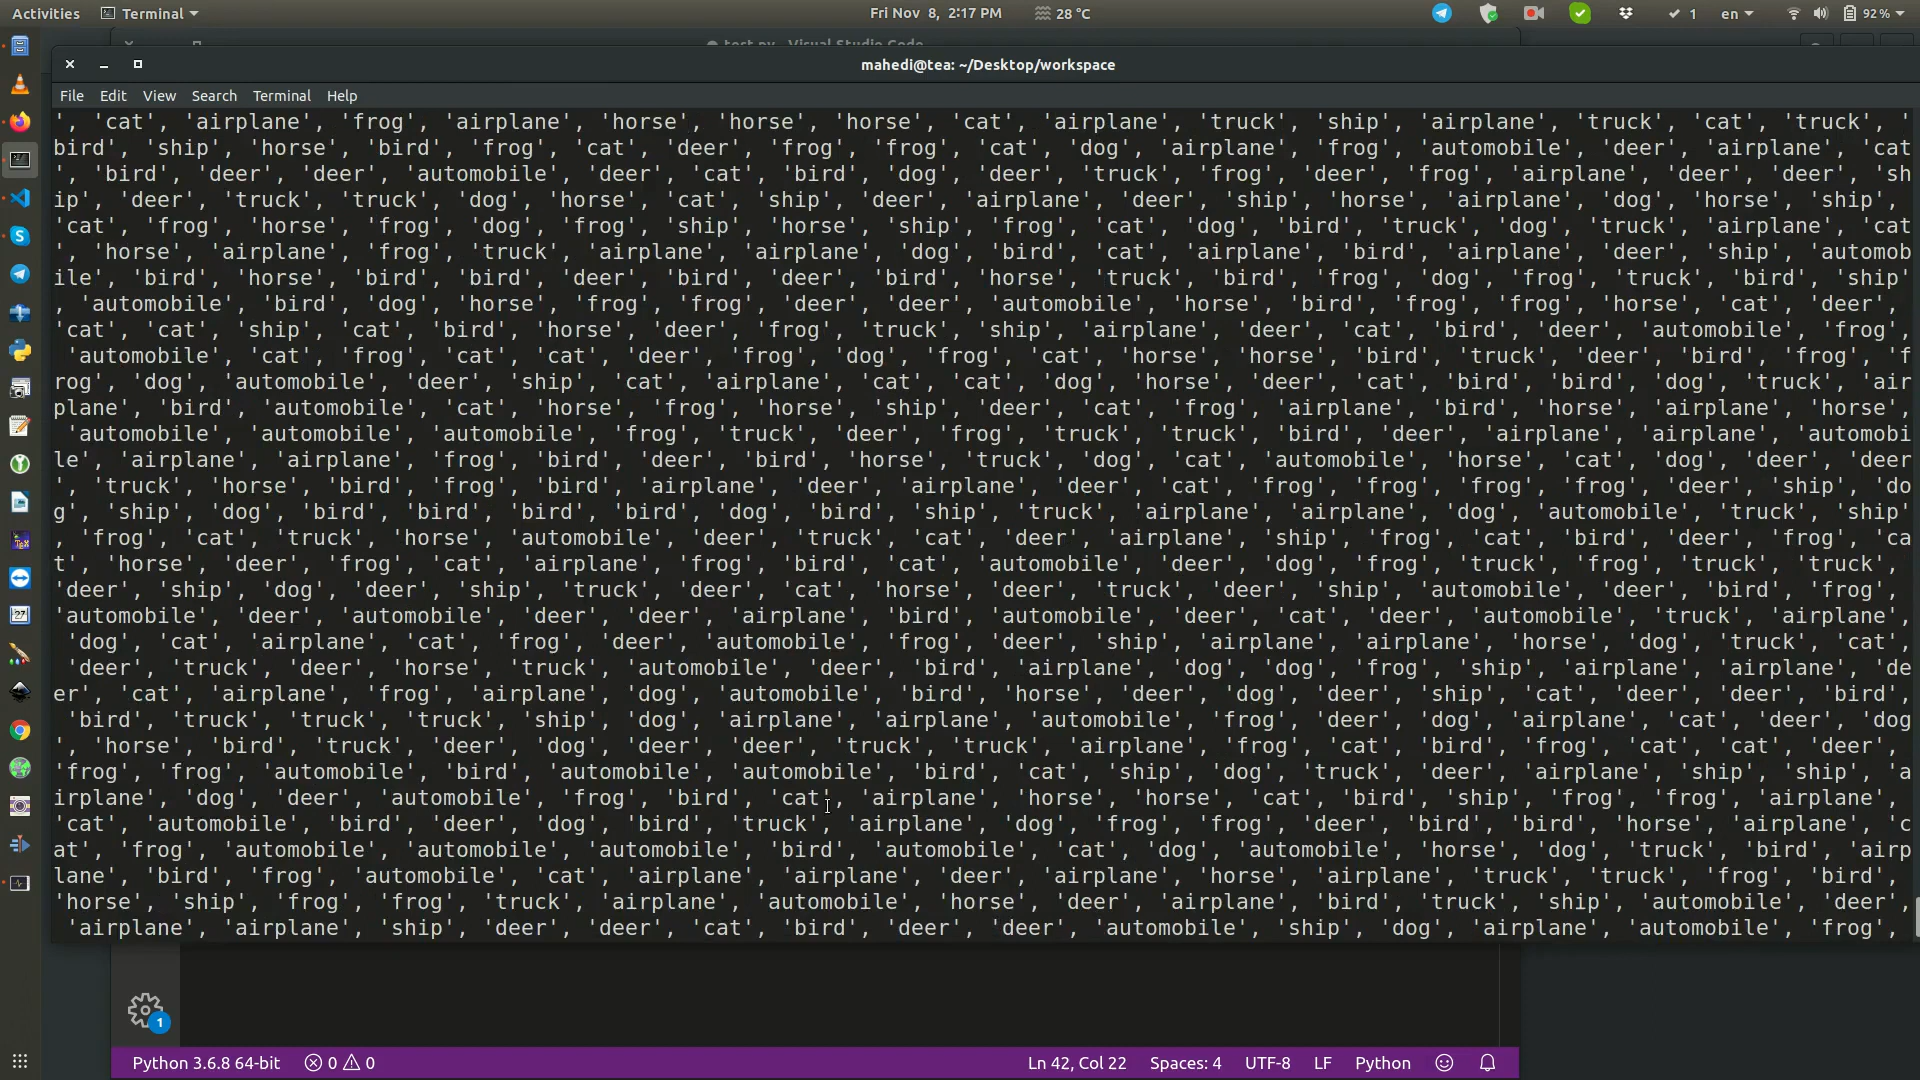 Activities Terminal Fri Nov 8, 2:17 PM 28 °C 1 en 92%
mahedi@tea: ~/Desktop/workspace
File Edit View Search Terminal Help
', 'cat', 'airplane', 'frog', 'airplane', 'horse', 'horse', 'horse', 'cat', 'airplane', 'truck', 'ship', 'airplane', 'truck', 'cat', 'truck', '
bird', 'ship', 'horse', 'bird', 'frog', 'cat', 'deer', 'frog', 'frog', 'cat', 'dog', 'airplane', 'frog', 'automobile', 'deer', 'airplane', 'cat
', 'bird', 'deer', 'deer', 'automobile', 'deer', 'cat', 'bird', 'dog', 'deer', 'truck', 'frog', 'deer', 'frog', 'airplane', 'deer', 'deer', 'sh
ip', 'deer', 'truck', 'truck', 'dog', 'horse', 'cat', 'ship', 'deer', 'airplane', 'deer', 'ship', 'horse', 'airplane', 'dog', 'horse', 'ship',
'cat', 'frog', 'horse', 'frog', 'dog', 'frog', 'ship', 'horse', 'ship', 'frog', 'cat', 'dog', 'bird', 'truck', 'dog', 'truck', 'airplane', 'cat
', 'horse', 'airplane', 'frog', 'truck', 'airplane', 'airplane', 'dog', 'bird', 'cat', 'airplane', 'bird', 'airplane', 'deer', 'ship', 'automob
ile', 'bird', 'horse', 'bird', 'bird', 'deer', 'bird', 'deer', 'bird', 'horse', 'truck', 'bird', 'frog', 'dog', 'frog', 'truck', 'bird', 'ship'
, 'automobile', 'bird', 'dog', 'horse', 'frog', 'frog', 'deer', 'deer', 'automobile', 'horse', 'bird', 'frog', 'frog', 'horse', 'cat', 'deer',
'cat', 'cat', 'ship', 'cat', 'bird', 'horse', 'deer', 'frog', 'truck', 'ship', 'airplane', 'deer', 'cat', 'bird', 'deer', 'automobile', 'frog',
'automobile', 'cat', 'frog', 'cat', 'cat', 'deer', 'frog', 'dog', 'frog', 'cat', 'horse', 'horse', 'bird', 'truck', 'deer', 'bird', 'frog', 'f
rog', 'dog', 'automobile', 'deer', 'ship', 'cat', 'airplane', 'cat', 'cat', 'dog', 'horse', 'deer', 'cat', 'bird', 'bird', 'dog', 'truck', 'air
plane', 'bird', 'automobile', 'cat', 'horse', 'frog', 'horse', 'ship', 'deer', 'cat', 'frog', 'airplane', 'bird', 'horse', 'airplane', 'horse',
'automobile', 'automobile', 'automobile', 'frog', 'truck', 'deer', 'frog', 'truck', 'truck', 'bird', 'deer', 'airplane', 'airplane', 'automobi
le', 'airplane', 'airplane', 'frog', 'bird', 'deer', 'bird', 'horse', 'truck', 'dog', 'cat', 'automobile', 'horse', 'cat', 'dog', 'deer', 'deer
', 'truck', 'horse', 'bird', 'frog', 'bird', 'airplane', 'deer', 'airplane', 'deer', 'cat', 'frog', 'frog', 'frog', 'frog', 'deer', 'ship', 'do
g', 'ship', 'dog', 'bird', 'bird', 'bird', 'bird', 'dog', 'bird', 'ship', 'truck', 'airplane', 'airplane', 'dog', 'automobile', 'truck', 'ship'
, 'frog', 'cat', 'truck', 'horse', 'automobile', 'deer', 'truck', 'cat', 'deer', 'airplane', 'ship', 'frog', 'cat', 'bird', 'deer', 'frog', 'ca
t', 'horse', 'deer', 'frog', 'cat', 'airplane', 'frog', 'bird', 'cat', 'automobile', 'deer', 'dog', 'frog', 'truck', 'frog', 'truck', 'truck',
'deer', 'ship', 'dog', 'deer', 'ship', 'truck', 'deer', 'cat', 'horse', 'deer', 'truck', 'deer', 'ship', 'automobile', 'deer', 'bird', 'frog',
'automobile', 'deer', 'automobile', 'deer', 'deer', 'airplane', 'bird', 'automobile', 'deer', 'cat', 'deer', 'automobile', 'truck', 'airplane',
'dog', 'cat', 'airplane', 'cat', 'frog', 'deer', 'automobile', 'frog', 'deer', 'ship', 'airplane', 'airplane', 'horse', 'dog', 'truck', 'cat',
'deer', 'truck', 'deer', 'horse', 'truck', 'automobile', 'deer', 'bird', 'airplane', 'dog', 'dog', 'frog', 'ship', 'airplane', 'airplane', 'de
er', 'cat', 'airplane', 'frog', 'airplane', 'dog', 'automobile', 'bird', 'horse', 'deer', 'dog', 'deer', 'ship', 'cat', 'deer', 'deer', 'bird',
'bird', 'truck', 'truck', 'truck', 'ship', 'dog', 'airplane', 'airplane', 'automobile', 'frog', 'deer', 'dog', 'airplane', 'cat', 'deer', 'dog
', 'horse', 'bird', 'truck', 'deer', 'dog', 'deer', 'deer', 'truck', 'truck', 'airplane', 'frog', 'cat', 'bird', 'frog', 'cat', 'cat', 'deer',
'frog', 'frog', 'automobile', 'bird', 'automobile', 'automobile', 'bird', 'cat', 'ship', 'dog', 'truck', 'deer', 'airplane', 'ship', 'ship', 'a
irplane', 'dog', 'deer', 'automobile', 'frog', 'bird', 'cat', 'airplane', 'horse', 'horse', 'cat', 'bird', 'ship', 'frog', 'frog', 'airplane',
'cat', 'automobile', 'bird', 'deer', 'dog', 'bird', 'truck', 'airplane', 'dog', 'frog', 'frog', 'deer', 'bird', 'bird', 'horse', 'airplane', 'c
at', 'frog', 'automobile', 'automobile', 'automobile', 'bird', 'automobile', 'cat', 'dog', 'automobile', 'horse', 'dog', 'truck', 'bird', 'airp
lane', 'bird', 'frog', 'automobile', 'cat', 'airplane', 'airplane', 'deer', 'airplane', 'horse', 'airplane', 'truck', 'truck', 'frog', 'bird',
'horse', 'ship', 'frog', 'frog', 'truck', 'airplane', 'automobile', 'horse', 'deer', 'airplane', 'bird', 'truck', 'ship', 'automobile', 'deer',
'airplane', 'airplane', 'ship', 'deer', 'deer', 'cat', 'bird', 'deer', 'deer', 'automobile', 'ship', 'dog', 'airplane', 'automobile', 'frog',
1
Python 3.6.8 64-bit 0 0 Ln 42, Col 22 Spaces: 4 UTF-8 LF Python